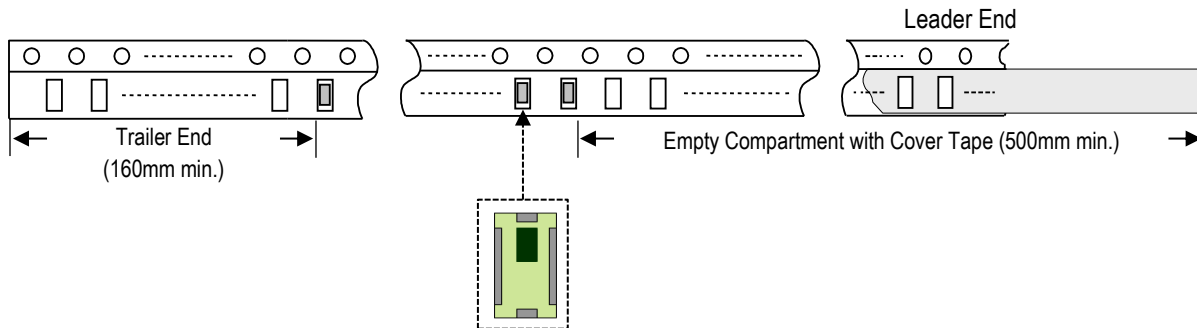 Leader End
Trailer End
(160mm min.)
Empty Compartment with Cover Tape (500mm min.)